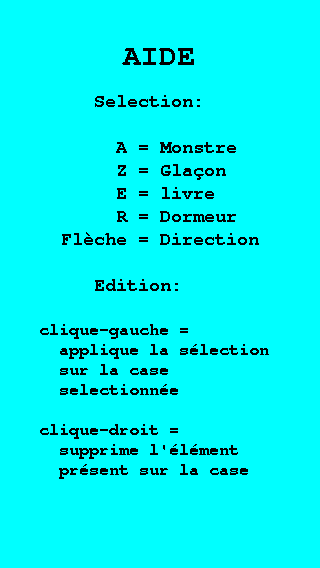 AIDE
Selection:
A = Monstre
Z = Glaçon
E = livre
R = Dormeur
Flèche = Direction
Edition:
clique-gauche =
applique la sélection
sur la case
selectionnée
clique-droit =
supprime l'élément
présent sur la case